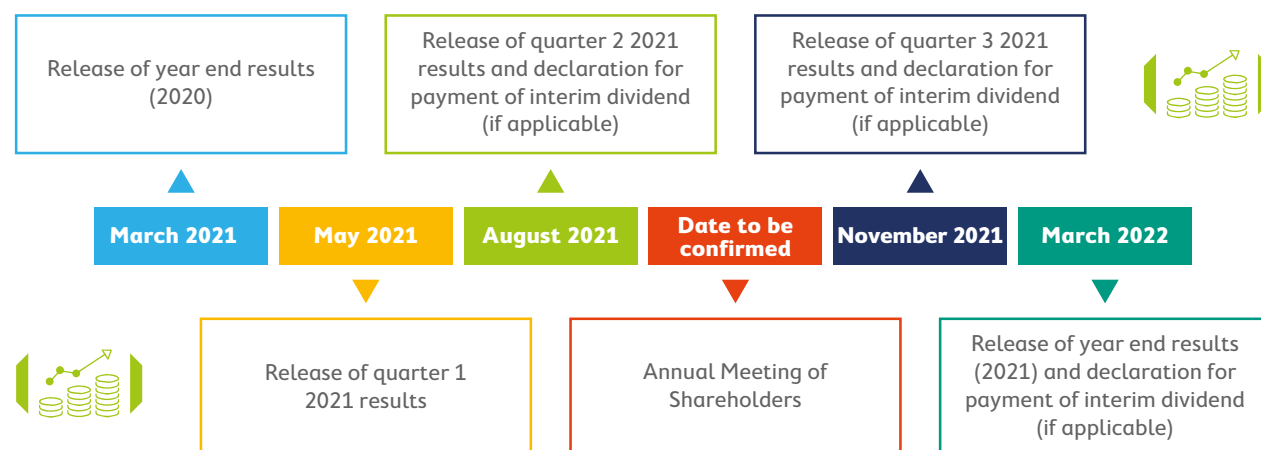 Release of year end results
(2020)
Release of quarter 2 2021
results and declaration for
payment of interim dividend
(if applicable)
Release of quarter 3 2021
results and declaration for
payment of interim dividend
(if applicable)
March 2021
May 2021
August 2021
Date to be
confirmed
November 2021
March 2022
Release of quarter 1
2021 results
Annual Meeting of
Shareholders
Release of year end results
(2021) and declaration for
payment of interim dividend
(if applicable)